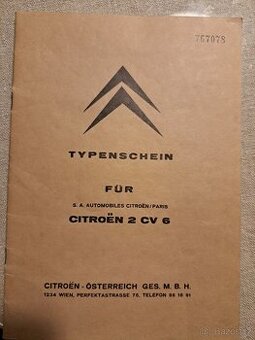 757078
TYPENSCHEIN
FÜR
S. A. AUTOMOBILES CITROËN/PARIS
CITROËN 2 CV 6
CITROËN - ÖSTERREICH GES. M. B. H.
1234 WIEN, PERFEKTASTRASSE 75, TELEFON 86 16 91